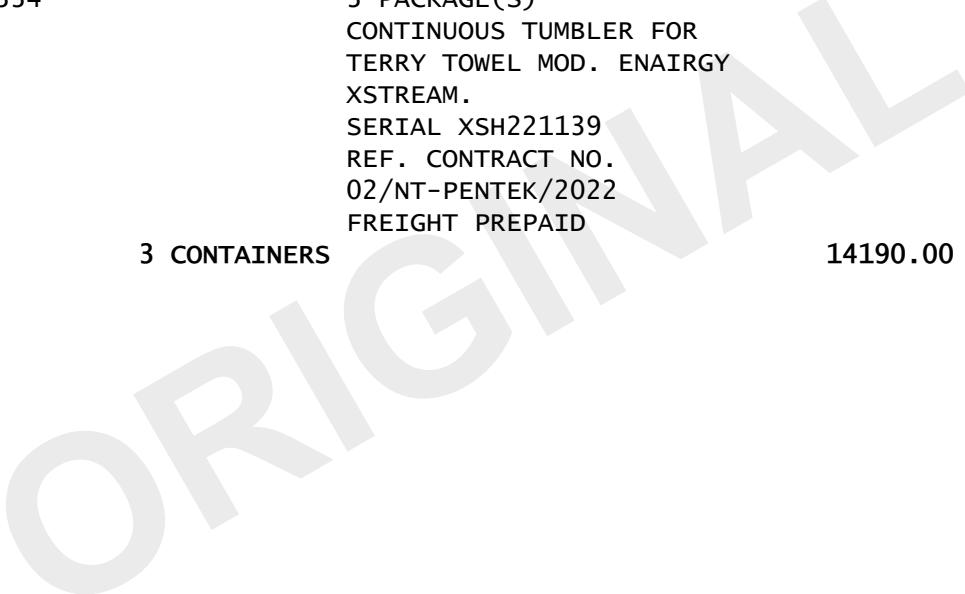 PACKAGE(S)
CONTINUOUS TUMBLER FOR
TERRY TOWEL MOD. ENAIRGY
XSTREAM.
SERIAL XSH221139
REF. CONTRACT NO.
02/NT-PENTEK/2022
FREIGHT PREPAID
3 CONTAINERS 14190.00
ORIGINAL